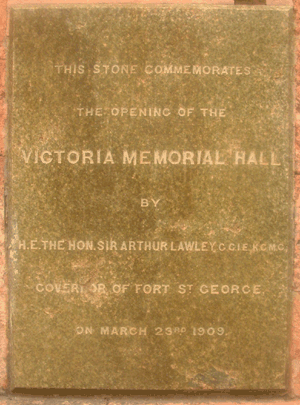 THIS STONE COMMEMORATES
THE OPENING OF THE
VICTORIA MEMORIAL HALL
BY
H.E. THE HON. SIR ARTHUR LAWLEY, G.C.I.E., K.C.M.G.
GOVERNOR OF FORT ST GEORGE,
ON MARCH 23RD 1909.